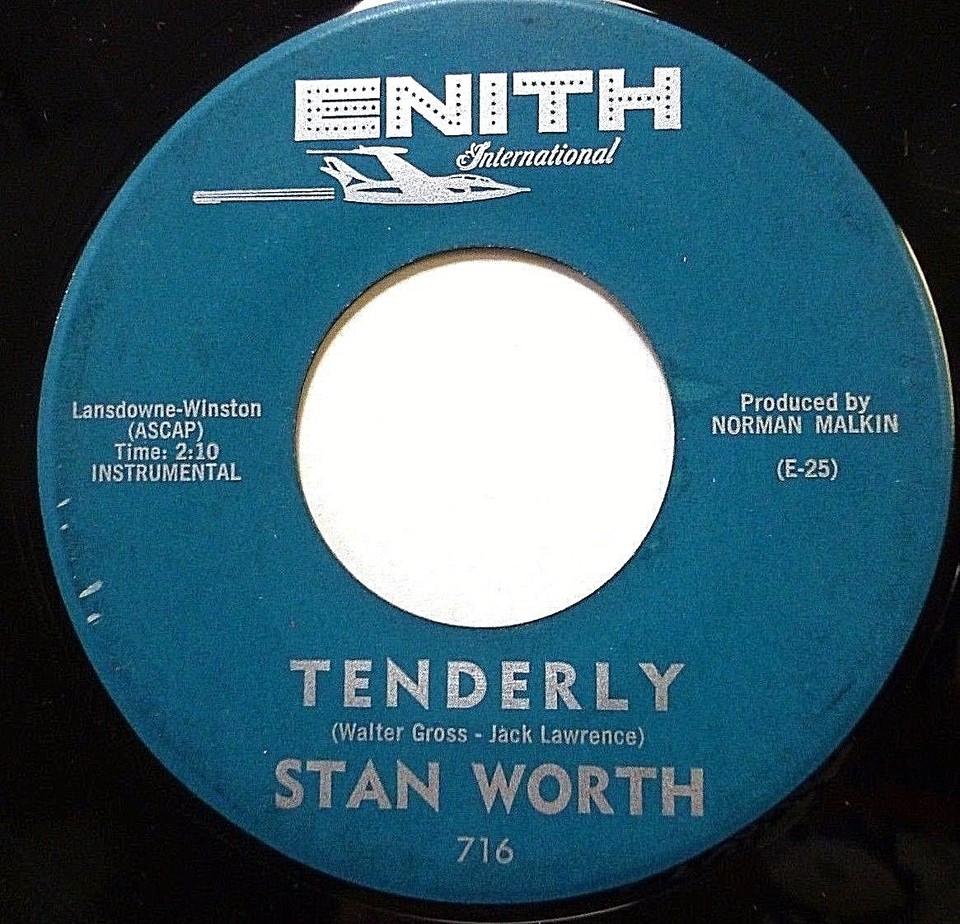 ENITH
International
Lansdowne-Winston
(ASCAP)
Time: 2:10
INSTRUMENTAL
Produced by
NORMAN MALKIN
(E-25)
TENDERLY
(Walter Gross - Jack Lawrence)
STAN WORTH
716